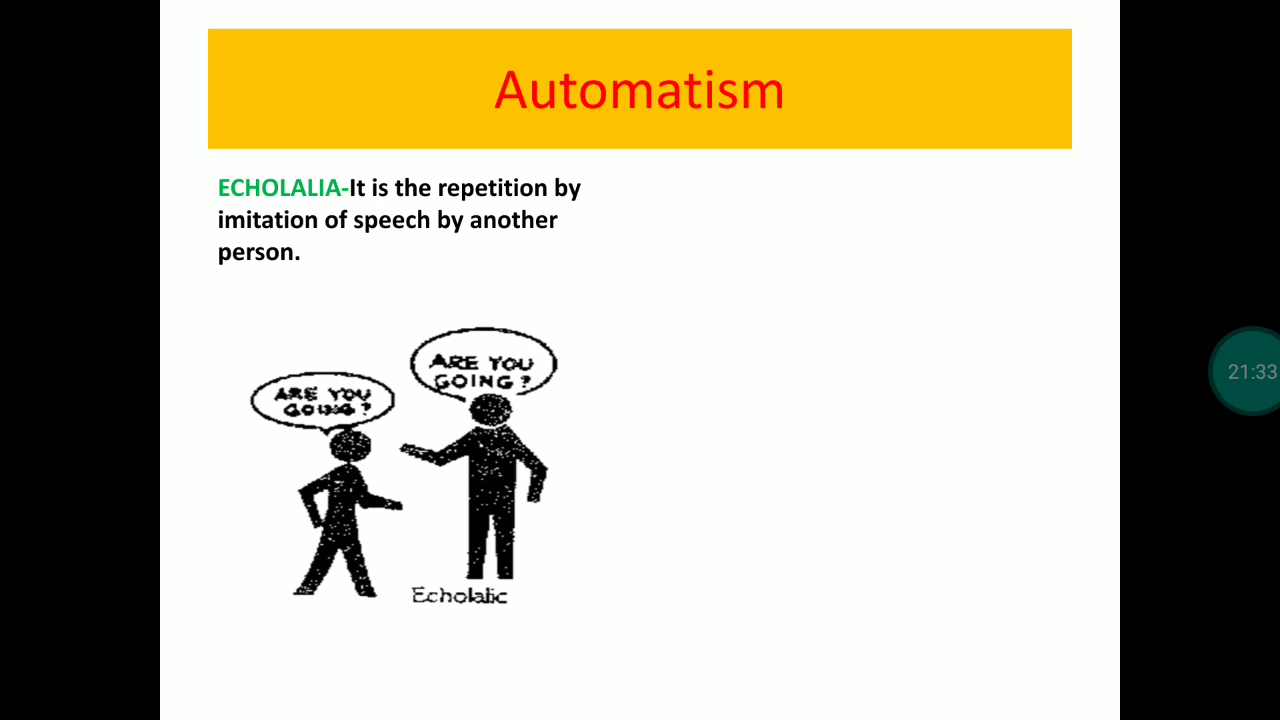 Automatism
ECHOLALIA-It is the repetition by
imitation of speech by another
person.
ARE YOU
GOING?
ARE YOU
GOING?
Echolalic
21:33